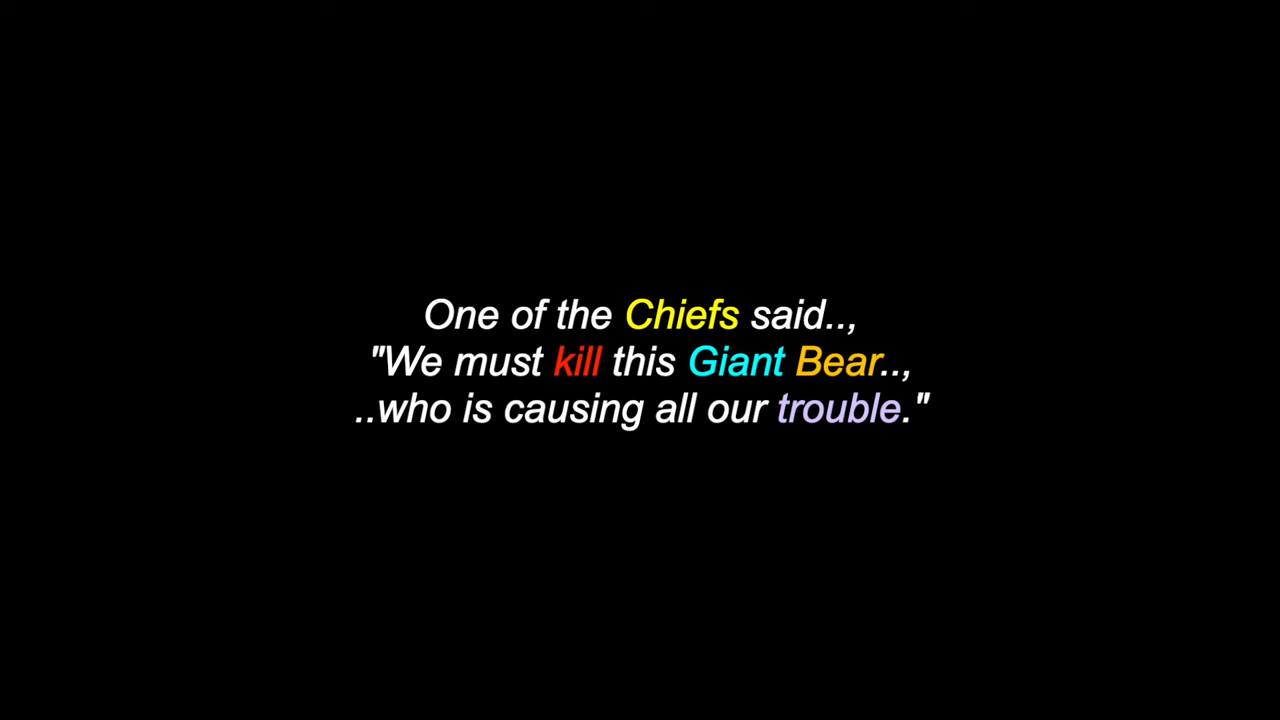 One of the Chiefs said..,
"We must kill this Giant Bear..,
..who is causing all our trouble."